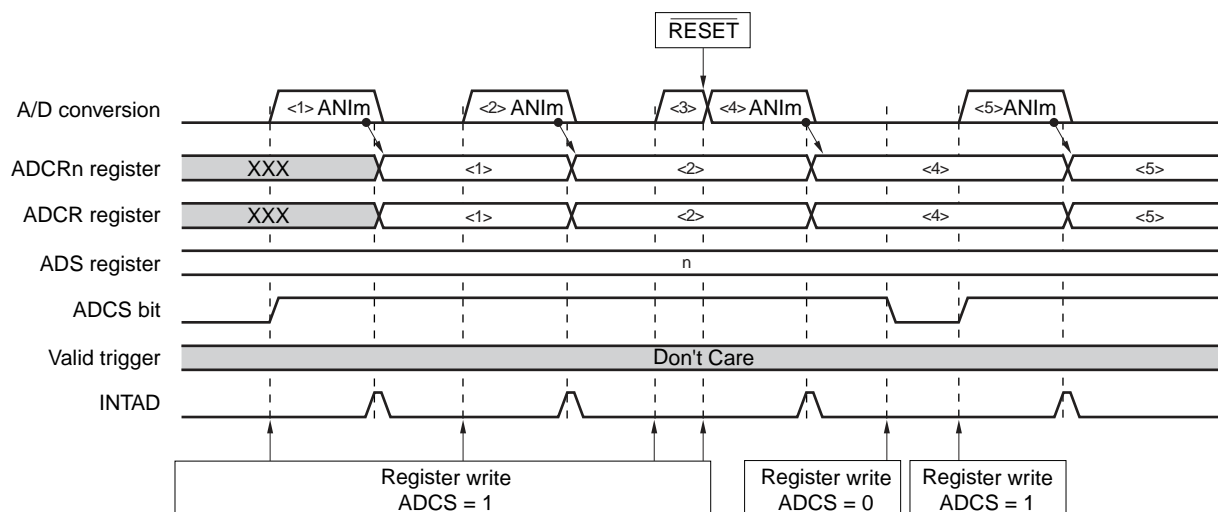 RESET
A/D conversion <1> ANIm <2> ANIm <3> <4> ANIm <5> ANIm
ADCRn register XXX <1> <2> <4> <5>
ADCR register XXX <1> <2> <4> <5>
ADS register n
ADCS bit
Valid trigger Don't Care
INTAD
Register write
ADCS = 1
Register write
ADCS = 0
Register write
ADCS = 1